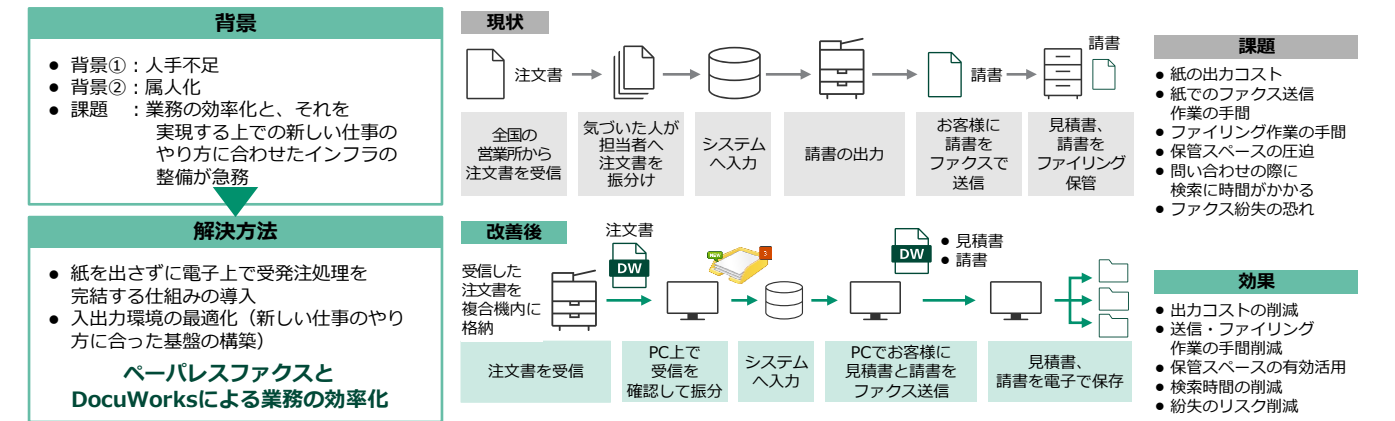 背景
● 背景①：人手不足
● 背景②：属人化
● 課題　：業務の効率化と、それを
実現する上での新しい仕事の
やり方に合わせたインフラの
整備が急務
解決方法
● 紙を出さずに電子上で受発注処理を
完結する仕組みの導入
● 入出力環境の最適化（新しい仕事のやり
方に合った基盤の構築）
ペーパレスファクスと
DocuWorksによる業務の効率化
現状
注文書
請書
請書
全国の
営業所から
注文書を受信
気づいた人が
担当者へ
注文書を
振分け
システム
へ入力
請書の出力
お客様に
請書を
ファクスで
送信
見積書、
請書を
ファイリング
保管
改善後
受信した
注文書を
複合機内に
格納
注文書
DW
NEW
3
DW
● 見積書
● 請書
注文書を受信
PC上で
受信を
確認して振分
システム
へ入力
PCでお客様に
見積書と請書を
ファクス送信
見積書、
請書を電子で保存
課題
● 紙の出力コスト
● 紙でのファクス送信
作業の手間
● ファイリング作業の手間
● 保管スペースの圧迫
● 問い合わせの際に
検索に時間がかかる
● ファクス紛失の恐れ
効果
● 出力コストの削減
● 送信・ファイリング
作業の手間削減
● 保管スペースの有効活用
● 検索時間の削減
● 紛失のリスク削減